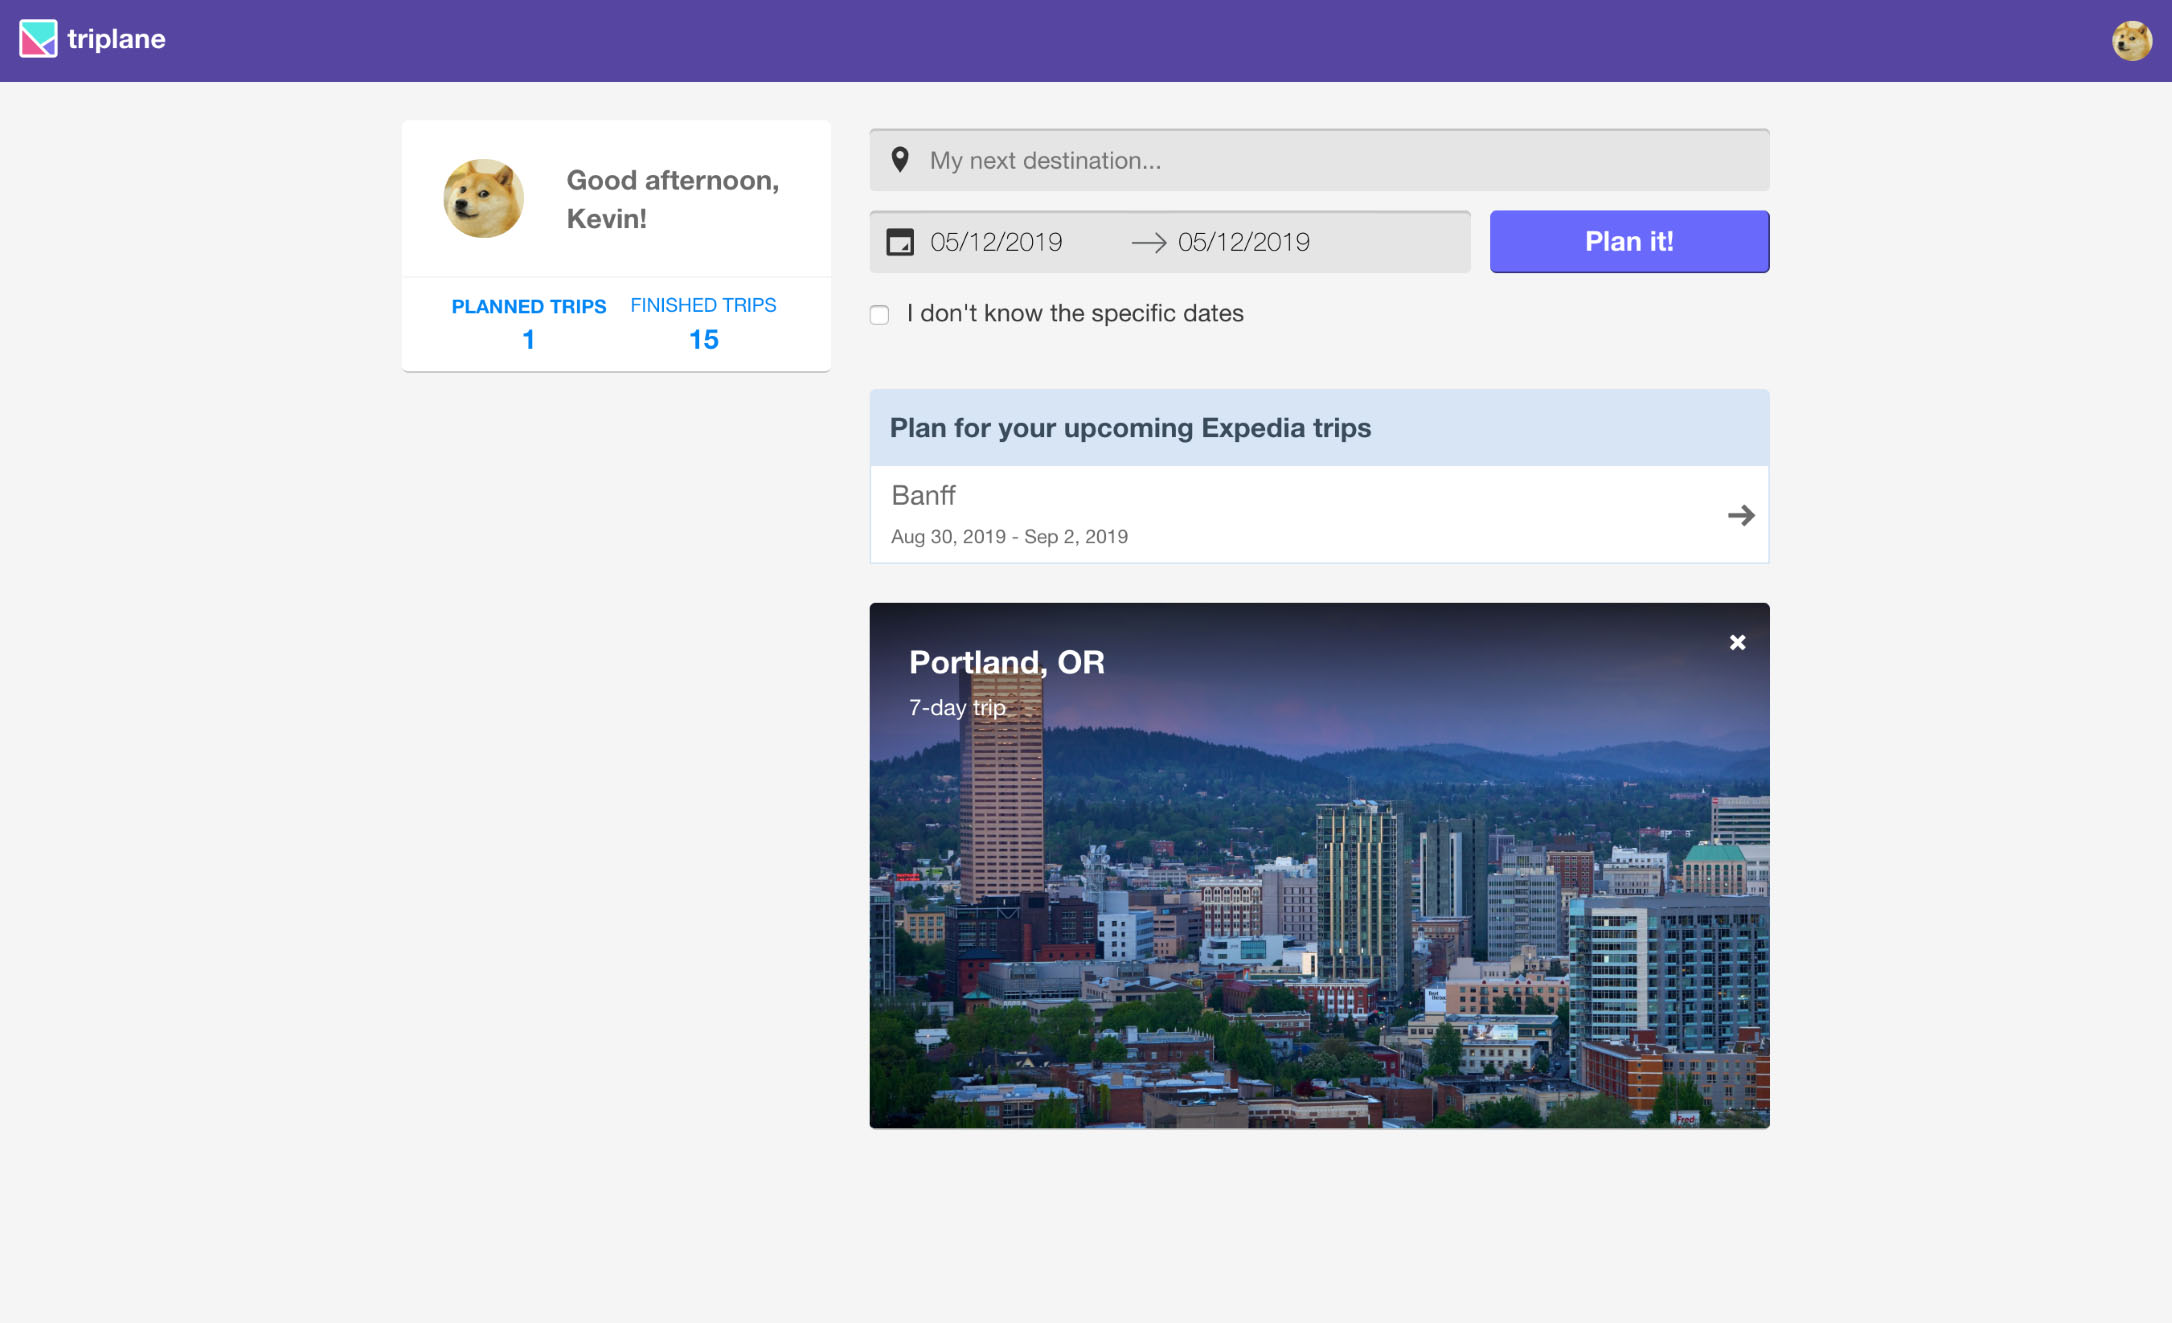 triplane
Good afternoon,
Kevin!
PLANNED TRIPS
1
FINISHED TRIPS
15
My next destination...
05/12/2019
05/12/2019
Plan it!
I don't know the specific dates
Plan for your upcoming Expedia trips
Banff
Aug 30, 2019 - Sep 2, 2019
Portland, OR
7-day trip